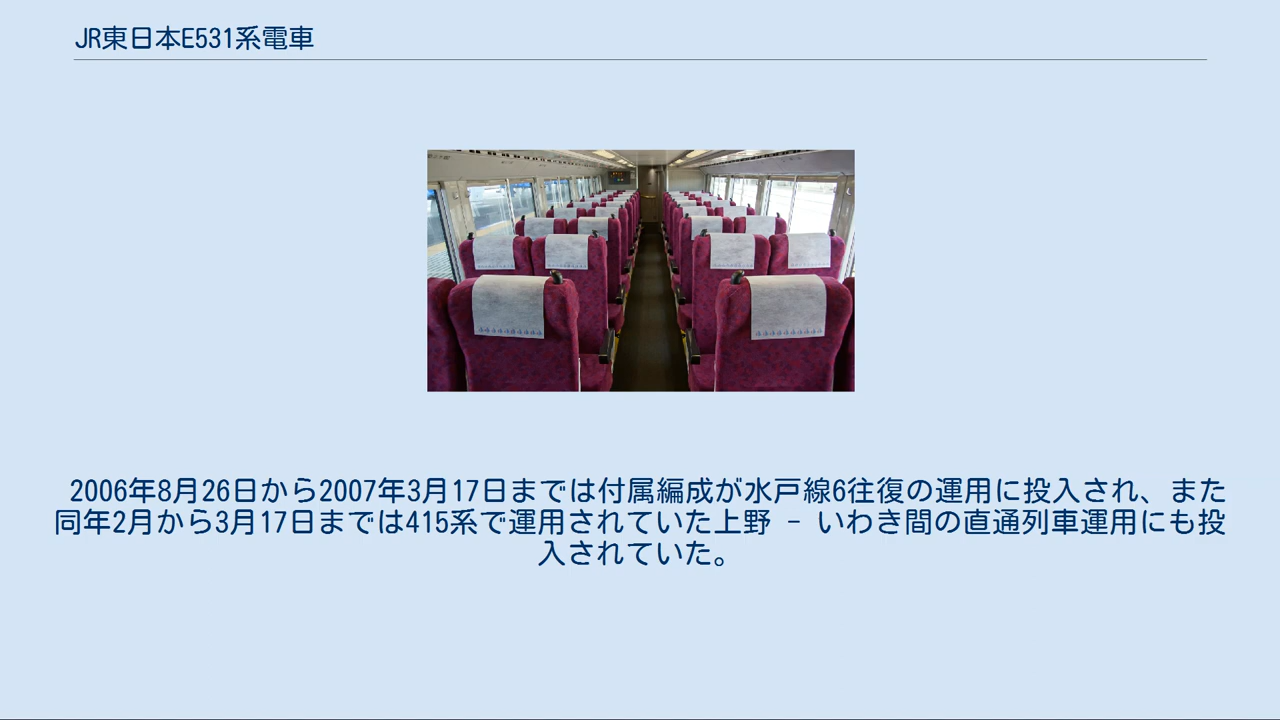 JR東日本E531系電車
2006年8月26日から2007年3月17日までは付属編成が水戸線6往復の運用に投入され、また
同年2月から3月17日までは415系で運用されていた上野 - いわき間の直通列車運用にも投
入されていた。